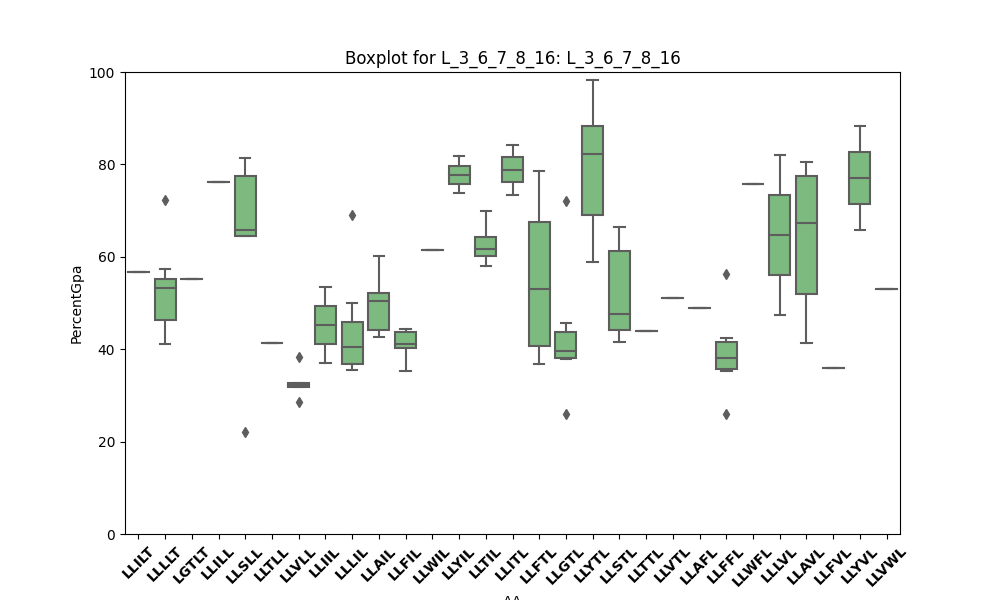 Boxplot for L_3_6_7_8_16: L_3_6_7_8_16
100
80
60
40
20
0
PercentGpa
LLILT LLLLT LGTLT LLILL LLSLL LLTLL LLVLL LLIIL LLLIL LLAIL LLFIL LLWIL LLYIL LLTIL LLITL LLFTL LLGTL LLYTL LLSTL LLTTL LLVTL LLAFL LLFFL LLWFL LLLVL LLAVL LLFVL LLYVL LLVWL